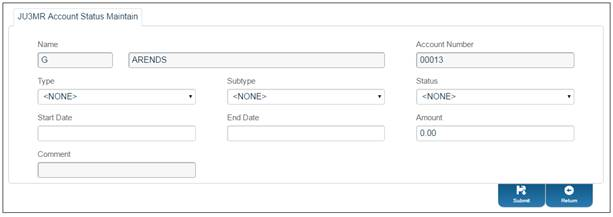 JU3MR Account Status Maintain
Name Account Number
G ARENDS 00013
Type Subtype Status
<NONE> <NONE> <NONE>
Start Date End Date Amount
0.00
Comment
Submit Return